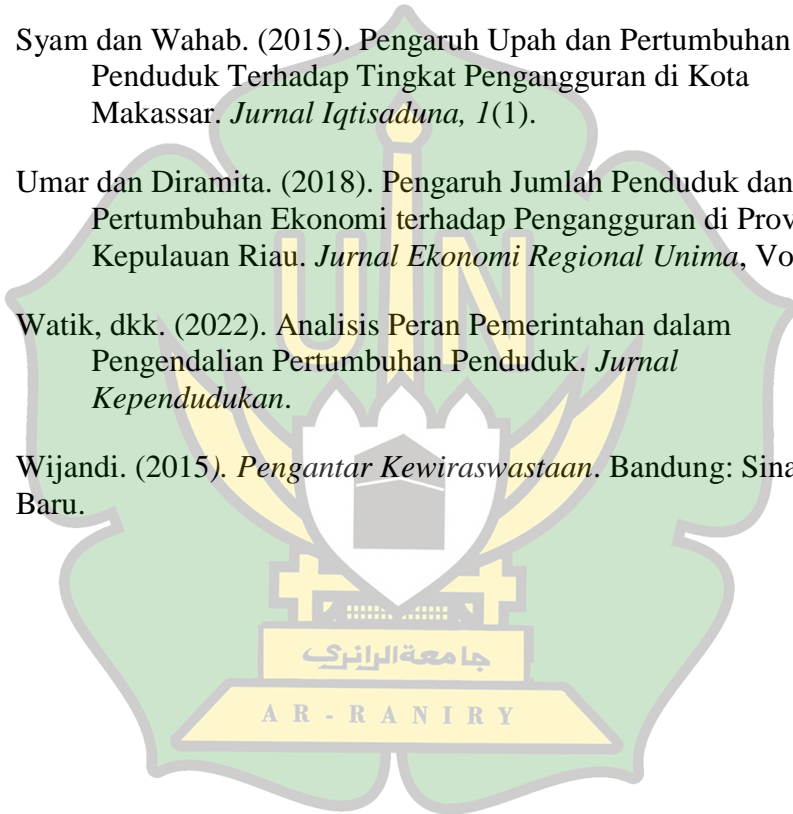 Syam dan Wahab. (2015). Pengaruh Upah dan Pertumbuhan
Penduduk Terhadap Tingkat Pengangguran di Kota
Makassar. Jurnal Iqtisaduna, 1(1).
Umar dan Diramita. (2018). Pengaruh Jumlah Penduduk dan
Pertumbuhan Ekonomi terhadap Pengangguran di Prov
Kepulauan Riau. Jurnal Ekonomi Regional Unima, Vo
Watik, dkk. (2022). Analisis Peran Pemerintahan dalam
Pengendalian Pertumbuhan Penduduk. Jurnal
Kependudukan.
Wijandi. (2015). Pengantar Kewiraswastaan. Bandung: Sina
Baru.
UIN
جامعة الرانري
AR-RANIRY